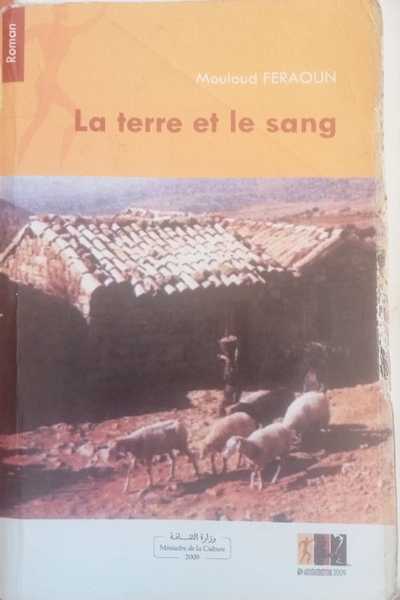 Roman
Mouloud FERAOUN
La terre et le sang
وزارة الثقافة
Ministère de la Culture
2009